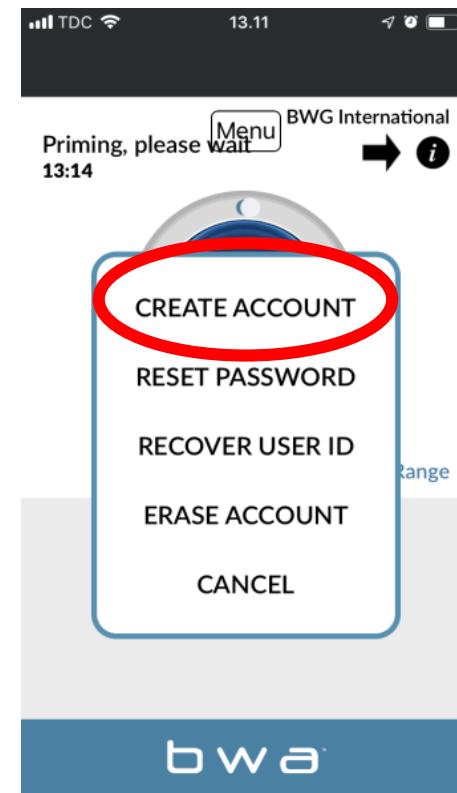 TDC 13.11
BWG International
Menu
Priming, please wait
13:14
CREATE ACCOUNT
RESET PASSWORD
RECOVER USER ID
Range
ERASE ACCOUNT
CANCEL
bwa